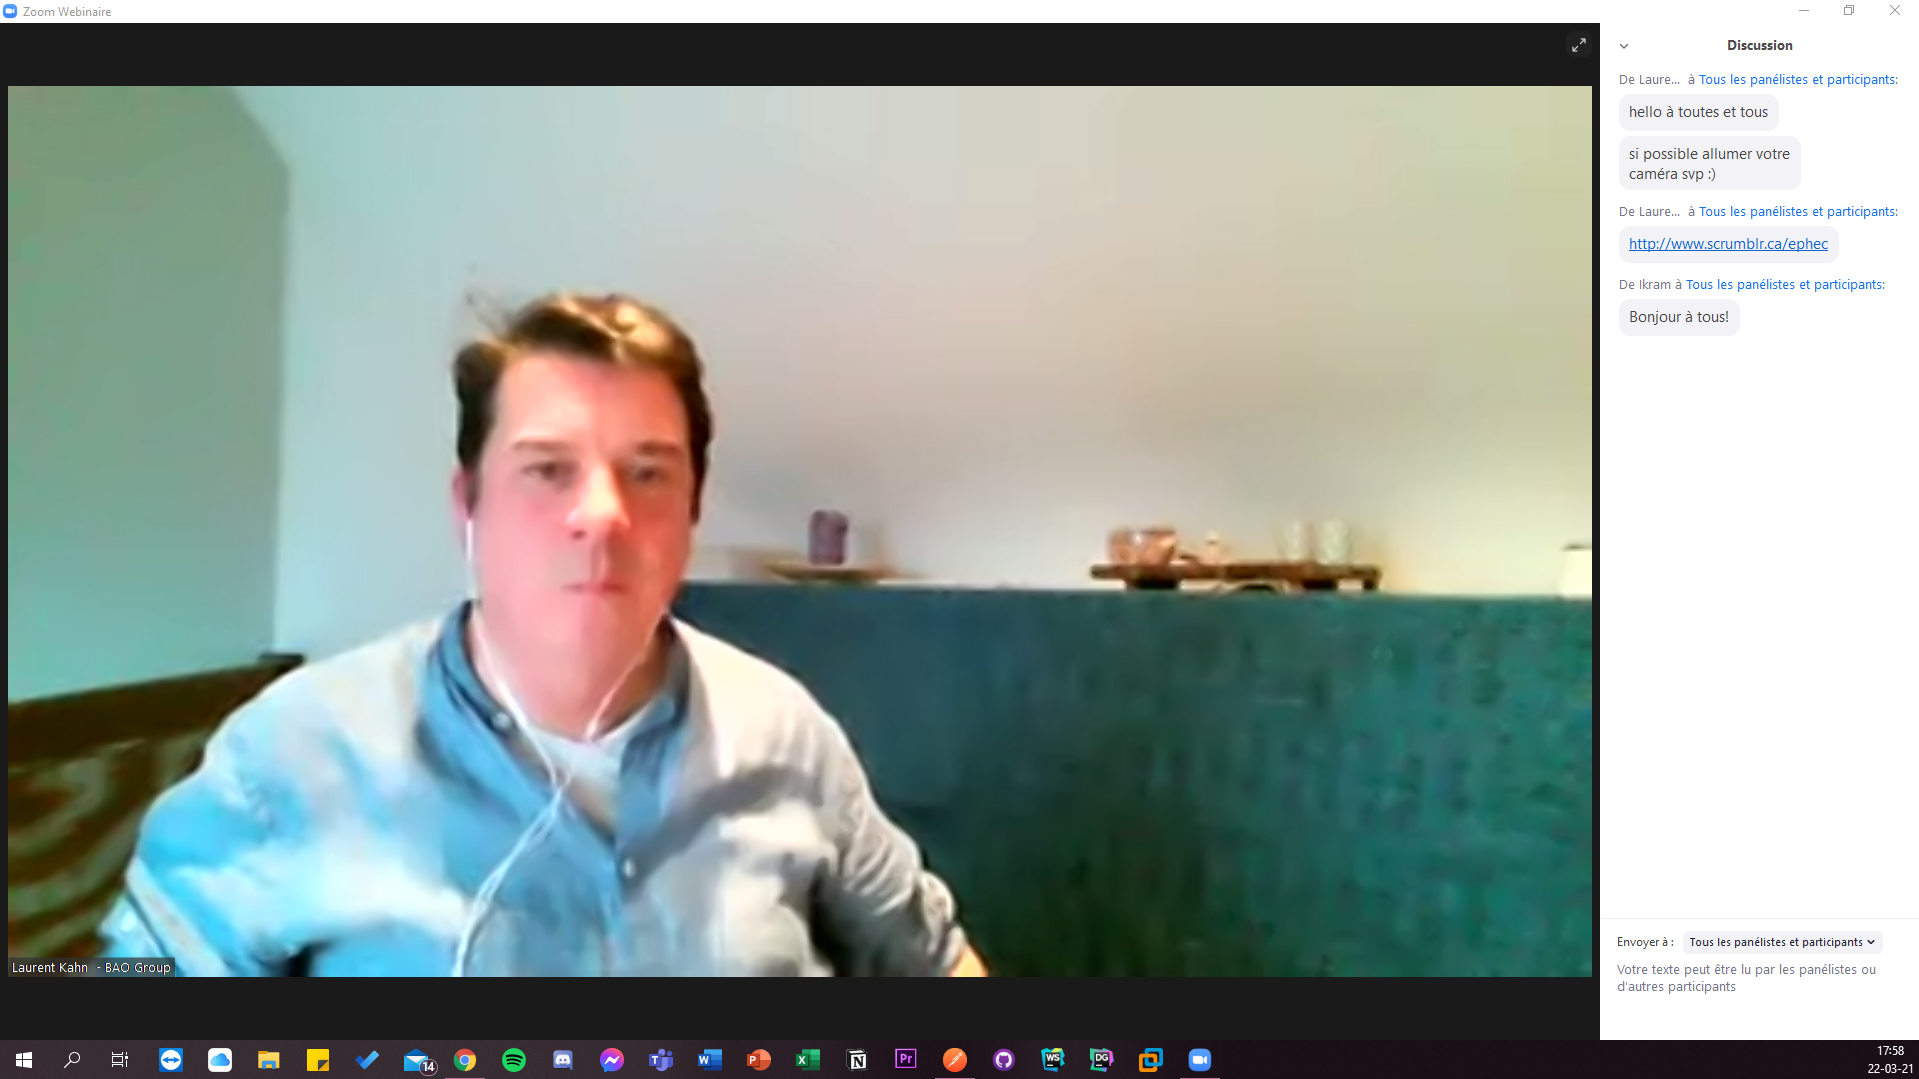 Zoom Webinaire
Discussion
De Laure... à Tous les panélistes et participants:
hello à toutes et tous
si possible allumer votre
caméra svp :)
De Laure... à Tous les panélistes et participants:
http://www.scrumblr.ca/ephec
De Ikram à Tous les panélistes et participants:
Bonjour à tous!
Laurent Kahn - BAO Group
Envoyer à : Tous les panélistes et participants
Votre texte peut être lu par les panélistes ou
d'autres participants
14
Pr
WS
DG
17:58
22-03-21